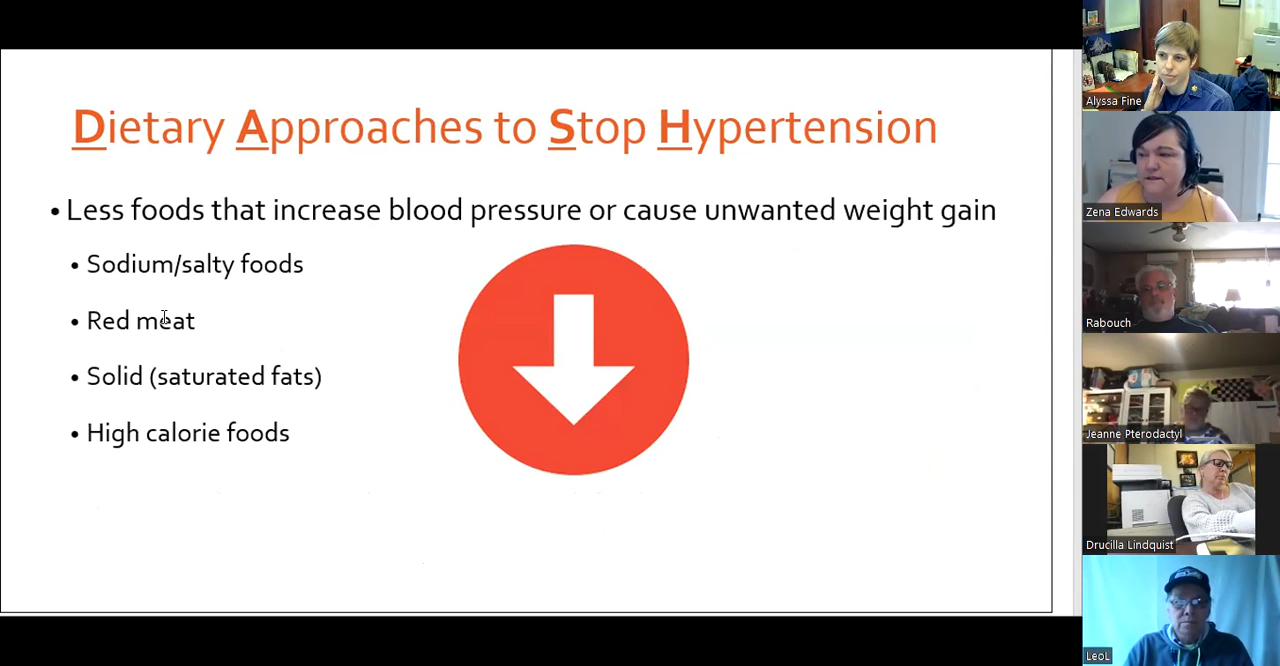 Dietary Approaches to Stop Hypertension
• Less foods that increase blood pressure or cause unwanted weight gain
• Sodium/salty foods
• Red meat
• Solid (saturated fats)
• High calorie foods
Alyssa Fine
Zena Edwards
Rabouch
Jeanne Pterodactyl
Drucilla Lindquist
LeoL